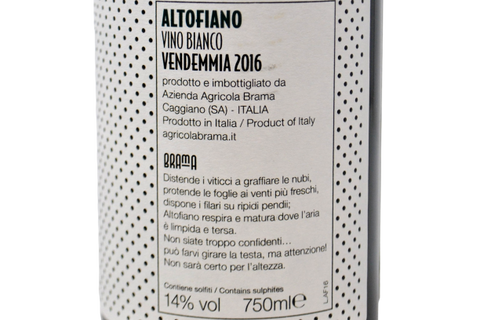 ALTOFIANO
VINO BIANCO
VENDEMMIA 2016
prodotto e imbottigliato da
Azienda Agricola Brama
Caggiano (SA) - ITALIA
Prodotto in Italia / Product of Italy
agricolabrama.it
BRAMA
Distende i viticci a graffiare le nubi,
protende le foglie ai venti più freschi,
dispone i filari su ripidi pendii;
Altofiano respira e matura dove l'aria
è limpida e tersa.
Non siate troppo confidenti...
può farvi girare la testa, ma attenzione!
Non sarà certo per l'altezza.
Contiene solfiti / Contains sulphites
14% vol 750ml℮
L.AF16